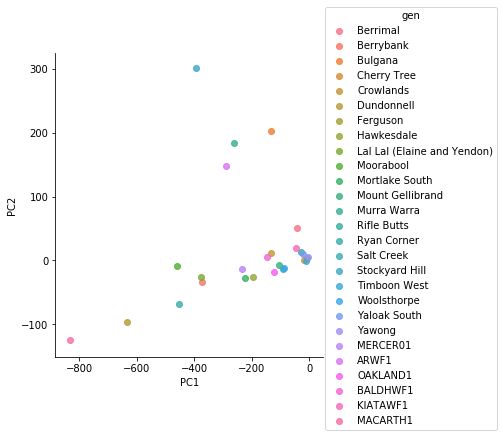 gen
Berrimal
Berrybank
Bulgana
Cherry Tree
Crowlands
Dundonnell
Ferguson
Hawkesdale
Lal Lal (Elaine and Yendon)
Moorabool
Mortlake South
Mount Gellibrand
Murra Warra
Rifle Butts
Ryan Corner
Salt Creek
Stockyard Hill
Timboon West
Woolsthorpe
Yaloak South
Yawong
MERCER01
ARWF1
OAKLAND1
BALDHWF1
KIATAWF1
MACARTH1
300
200
100
0
−100
PC2
−800 −600 −400 −200 0
PC1